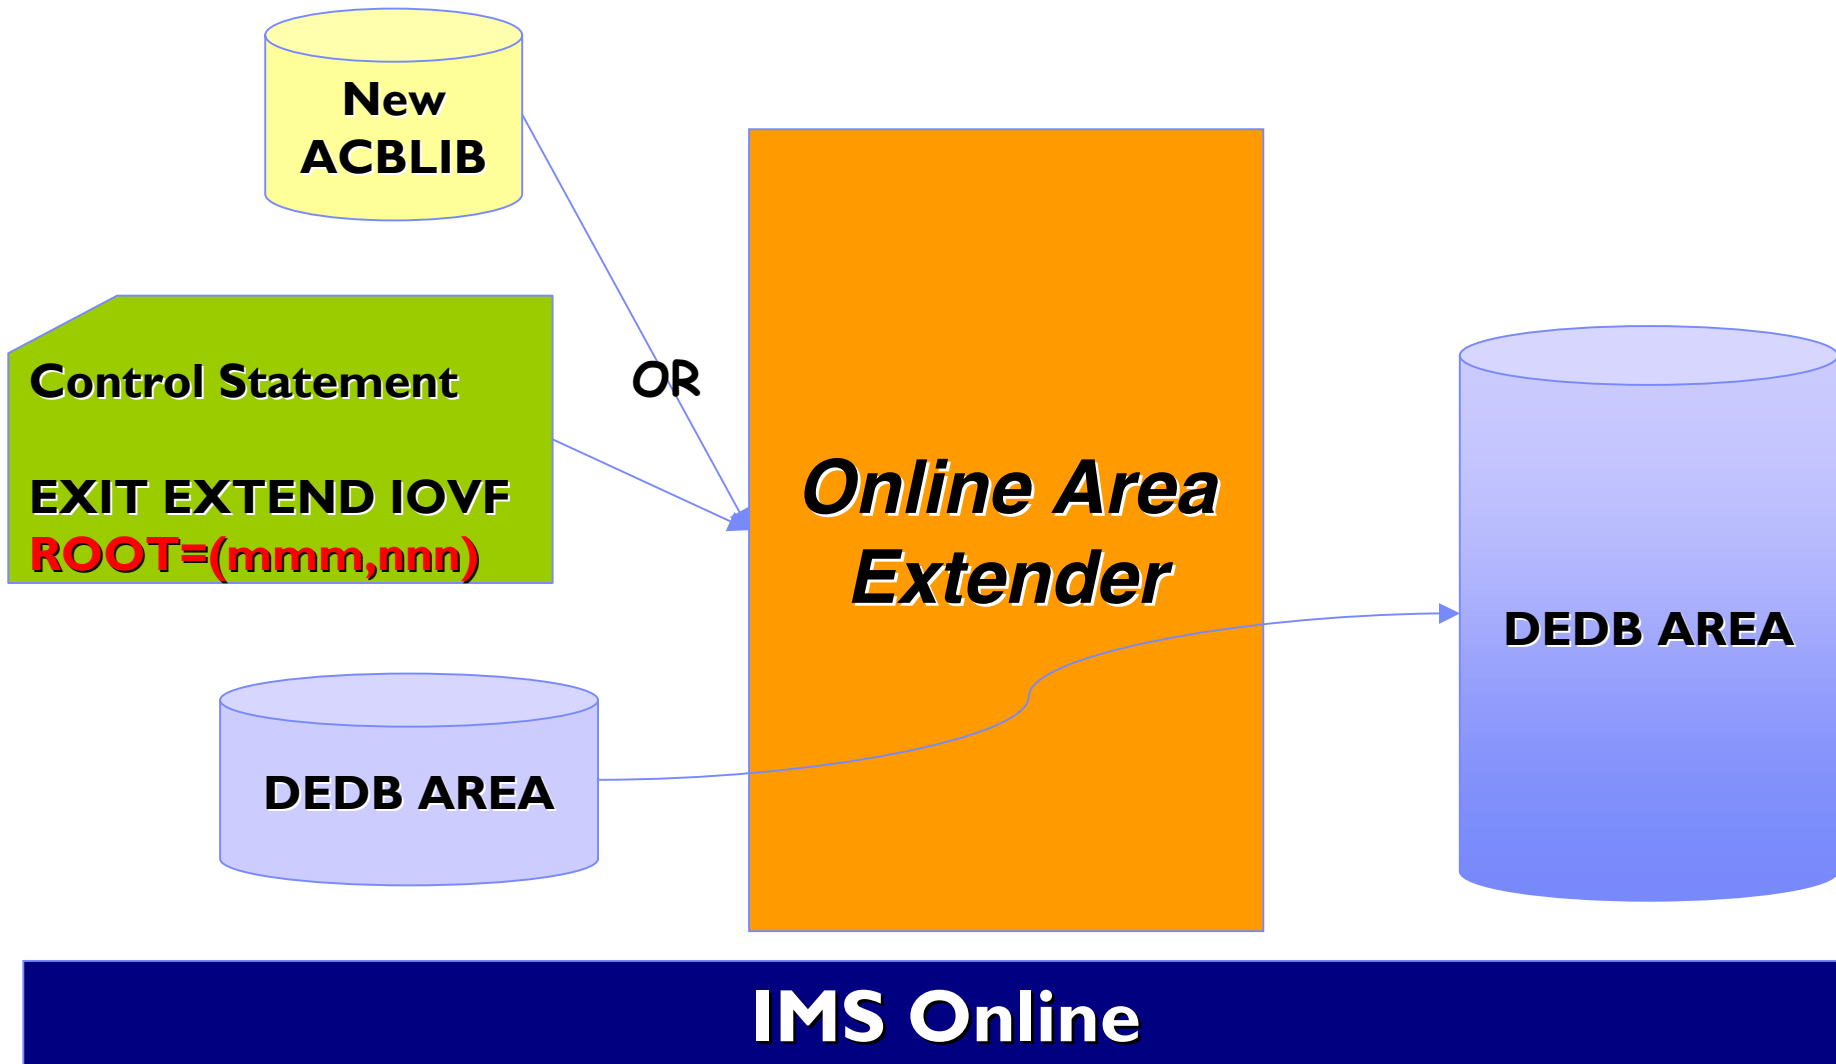 New
ACBLIB
Control Statement
EXIT EXTEND IOVF
ROOT=(mmm,nnn)
OR
Online Area
Extender
DEDB AREA
DEDB AREA
IMS Online